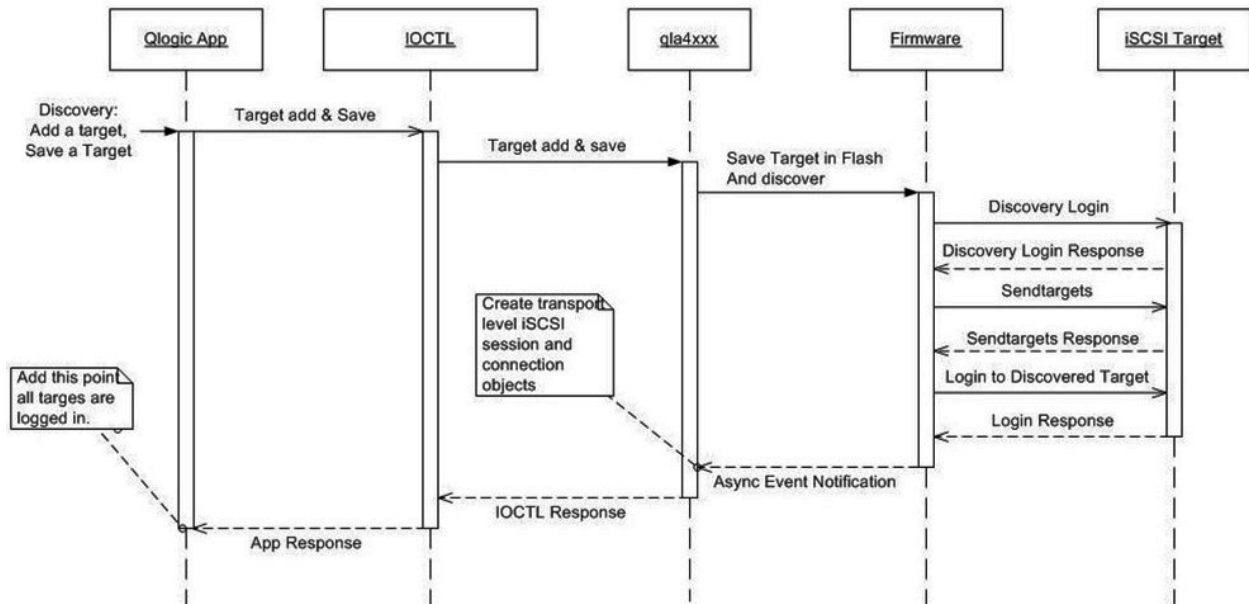 Qlogic App
IOCTL
qla4xxx
Firmware
iSCSI Target
Discovery:
Add a target,
Save a Target
Target add & Save
Target add & save
Save Target in Flash
And discover
Discovery Login
Discovery Login Response
Sendtargets
Sendtargets Response
Login to Discovered Target
Login Response
Create transport
level iSCSI
session and
connection
objects
Add this point
all targes are
logged in.
Async Event Notification
IOCTL Response
App Response